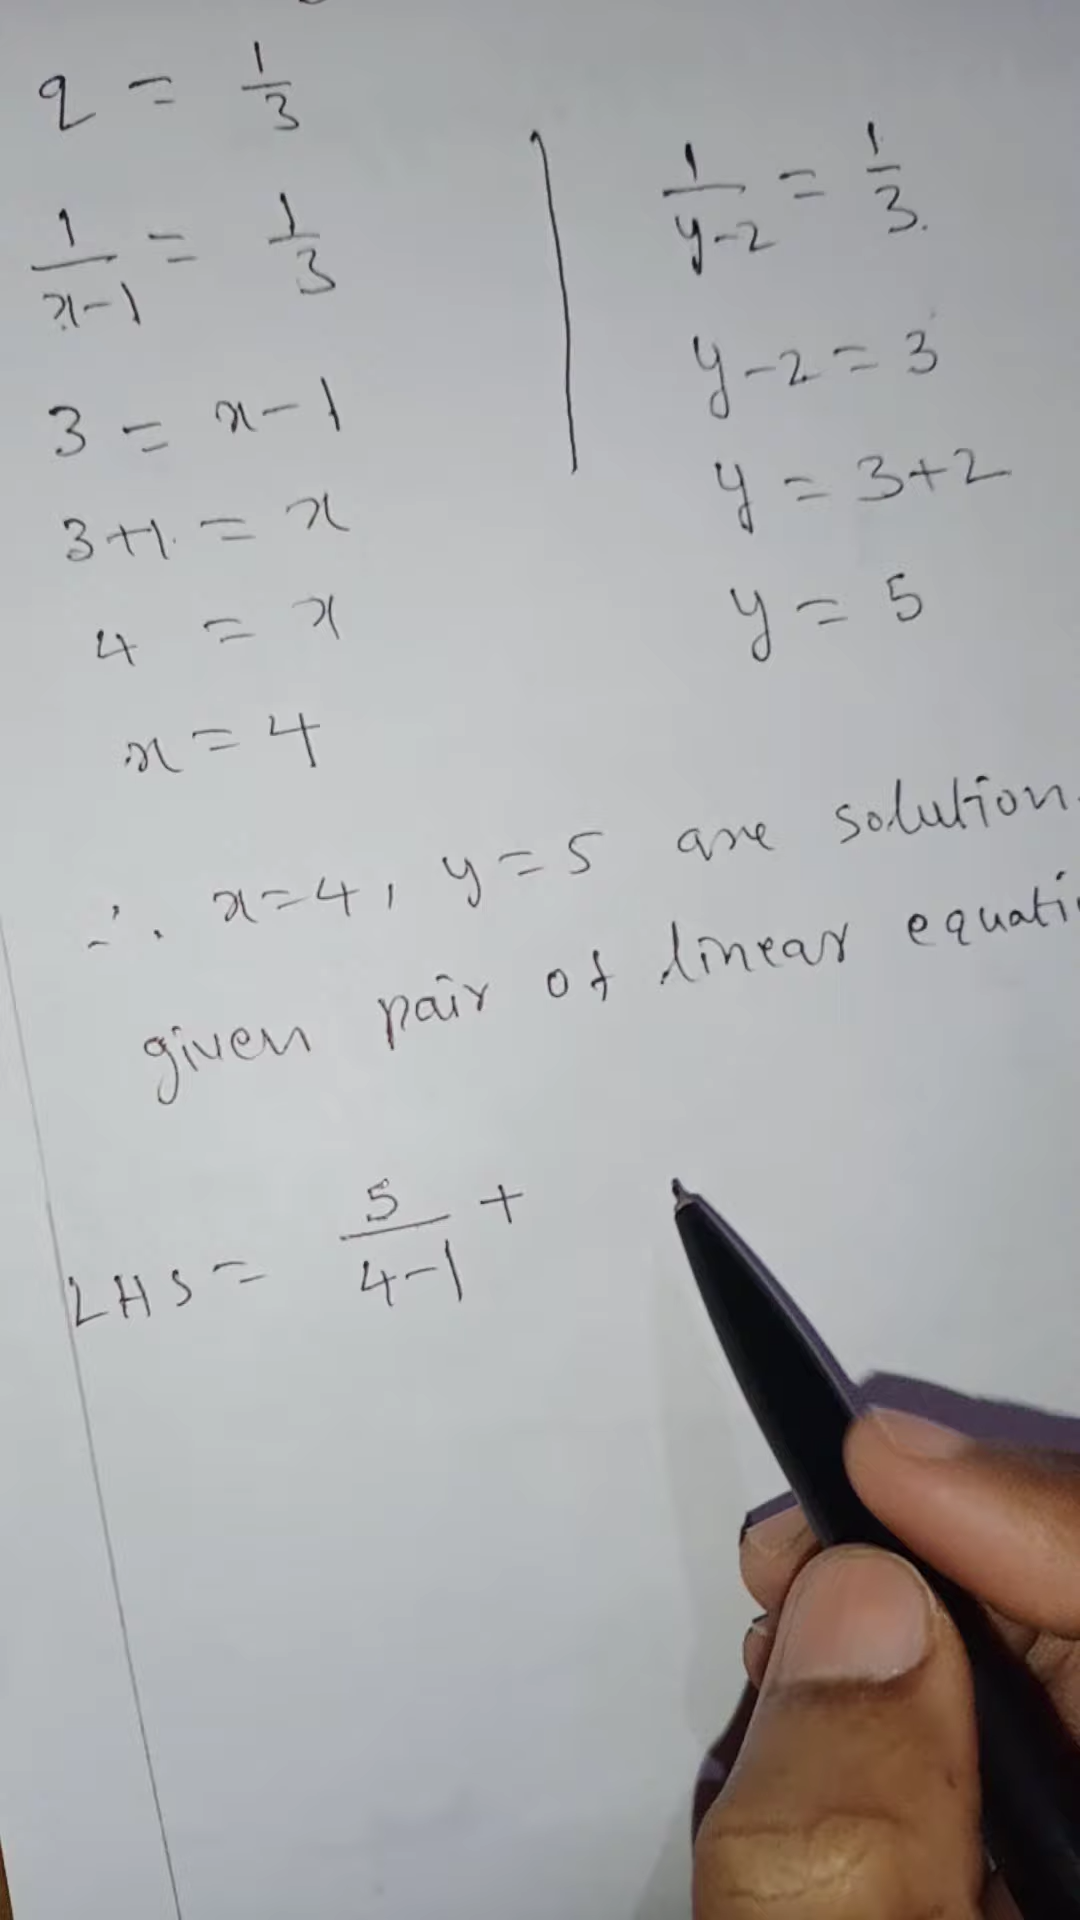 q = 1/3
1/(x-1) = 1/3
3 = x-1
3+1 = x
4 = x
x = 4
1/(y-2) = 1/3.
y-2 = 3
y = 3+2
y = 5
∴ x=4, y=5 are solution
given pair of linear
LHS = 5/(4-1) +